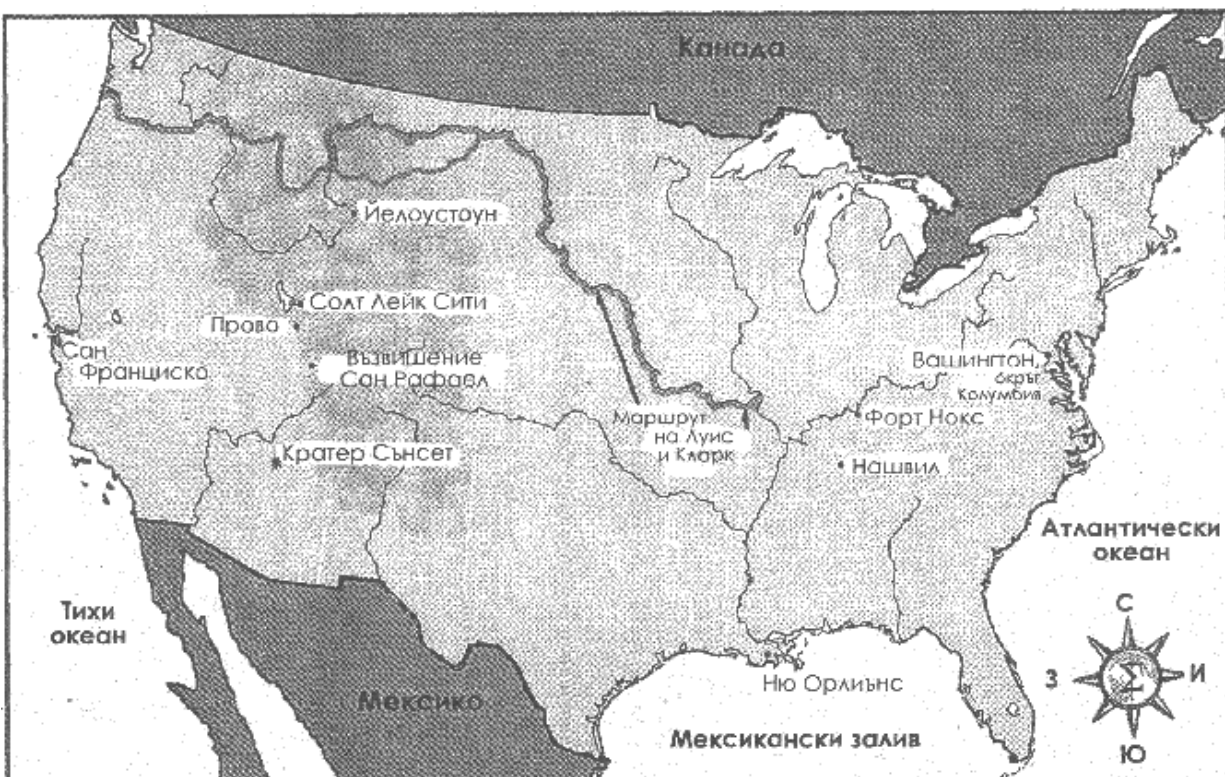 Канада
Йелоустоун
Солт Лейк Сити
Прово
Сан
Франциско
Възвишение
Сан Рафаел
Вашингтон,
окръг
Колумбия
Маршрут
на Луис
и Кларк
Форт Нокс
Кратер Сънсет
Нашвил
Атлантически
океан
Тихи
океан
С
З
Σ
И
Ю
Мексико
Ню Орлиънс
Мексикански залив